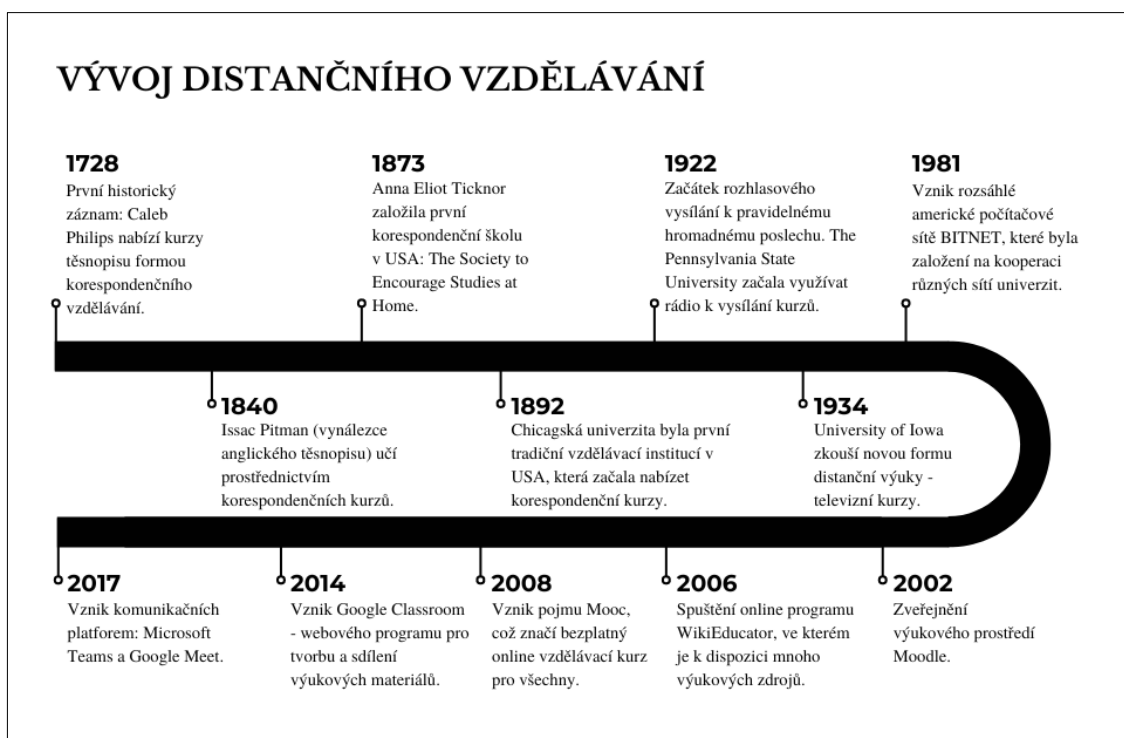 VÝVOJ DISTANČNÍHO VZDĚLÁVÁNÍ
1728
První historický
záznam: Caleb
Philips nabízí kurzy
těsnopisu formou
korespondenčního
vzdělávání.
1840
Issac Pitman (vynálezce
anglického těsnopisu) učí
prostřednictvím
korespondenčních kurzů.
1873
Anna Eliot Ticknor
založila první
korespondenční školu
v USA: The Society to
Encourage Studies at
Home.
1892
Chicagská univerzita byla první
tradiční vzdělávací institucí v
USA, která začala nabízet
korespondenční kurzy.
1922
Začátek rozhlasového
vysílání k pravidelnému
hromadnému poslechu. The
Pennsylvania State
University začala využívat
rádio k vysílání kurzů.
1934
University of Iowa
zkouší novou formu
distanční výuky -
televizní kurzy.
1981
Vznik rozsáhlé
americké počítačové
sítě BITNET, které byla
založení na kooperaci
různých sítí univerzit.
2002
Zveřejnění
výukového prostředí
Moodle.
2006
Spuštění online programu
WikiEducator, ve kterém
je k dispozici mnoho
výukových zdrojů.
2008
Vznik pojmu Mooc,
což značí bezplatný
online vzdělávací kurz
pro všechny.
2014
Vznik Google Classroom
- webového programu pro
tvorbu a sdílení
výukových materiálů.
2017
Vznik komunikačních
platforem: Microsoft
Teams a Google Meet.